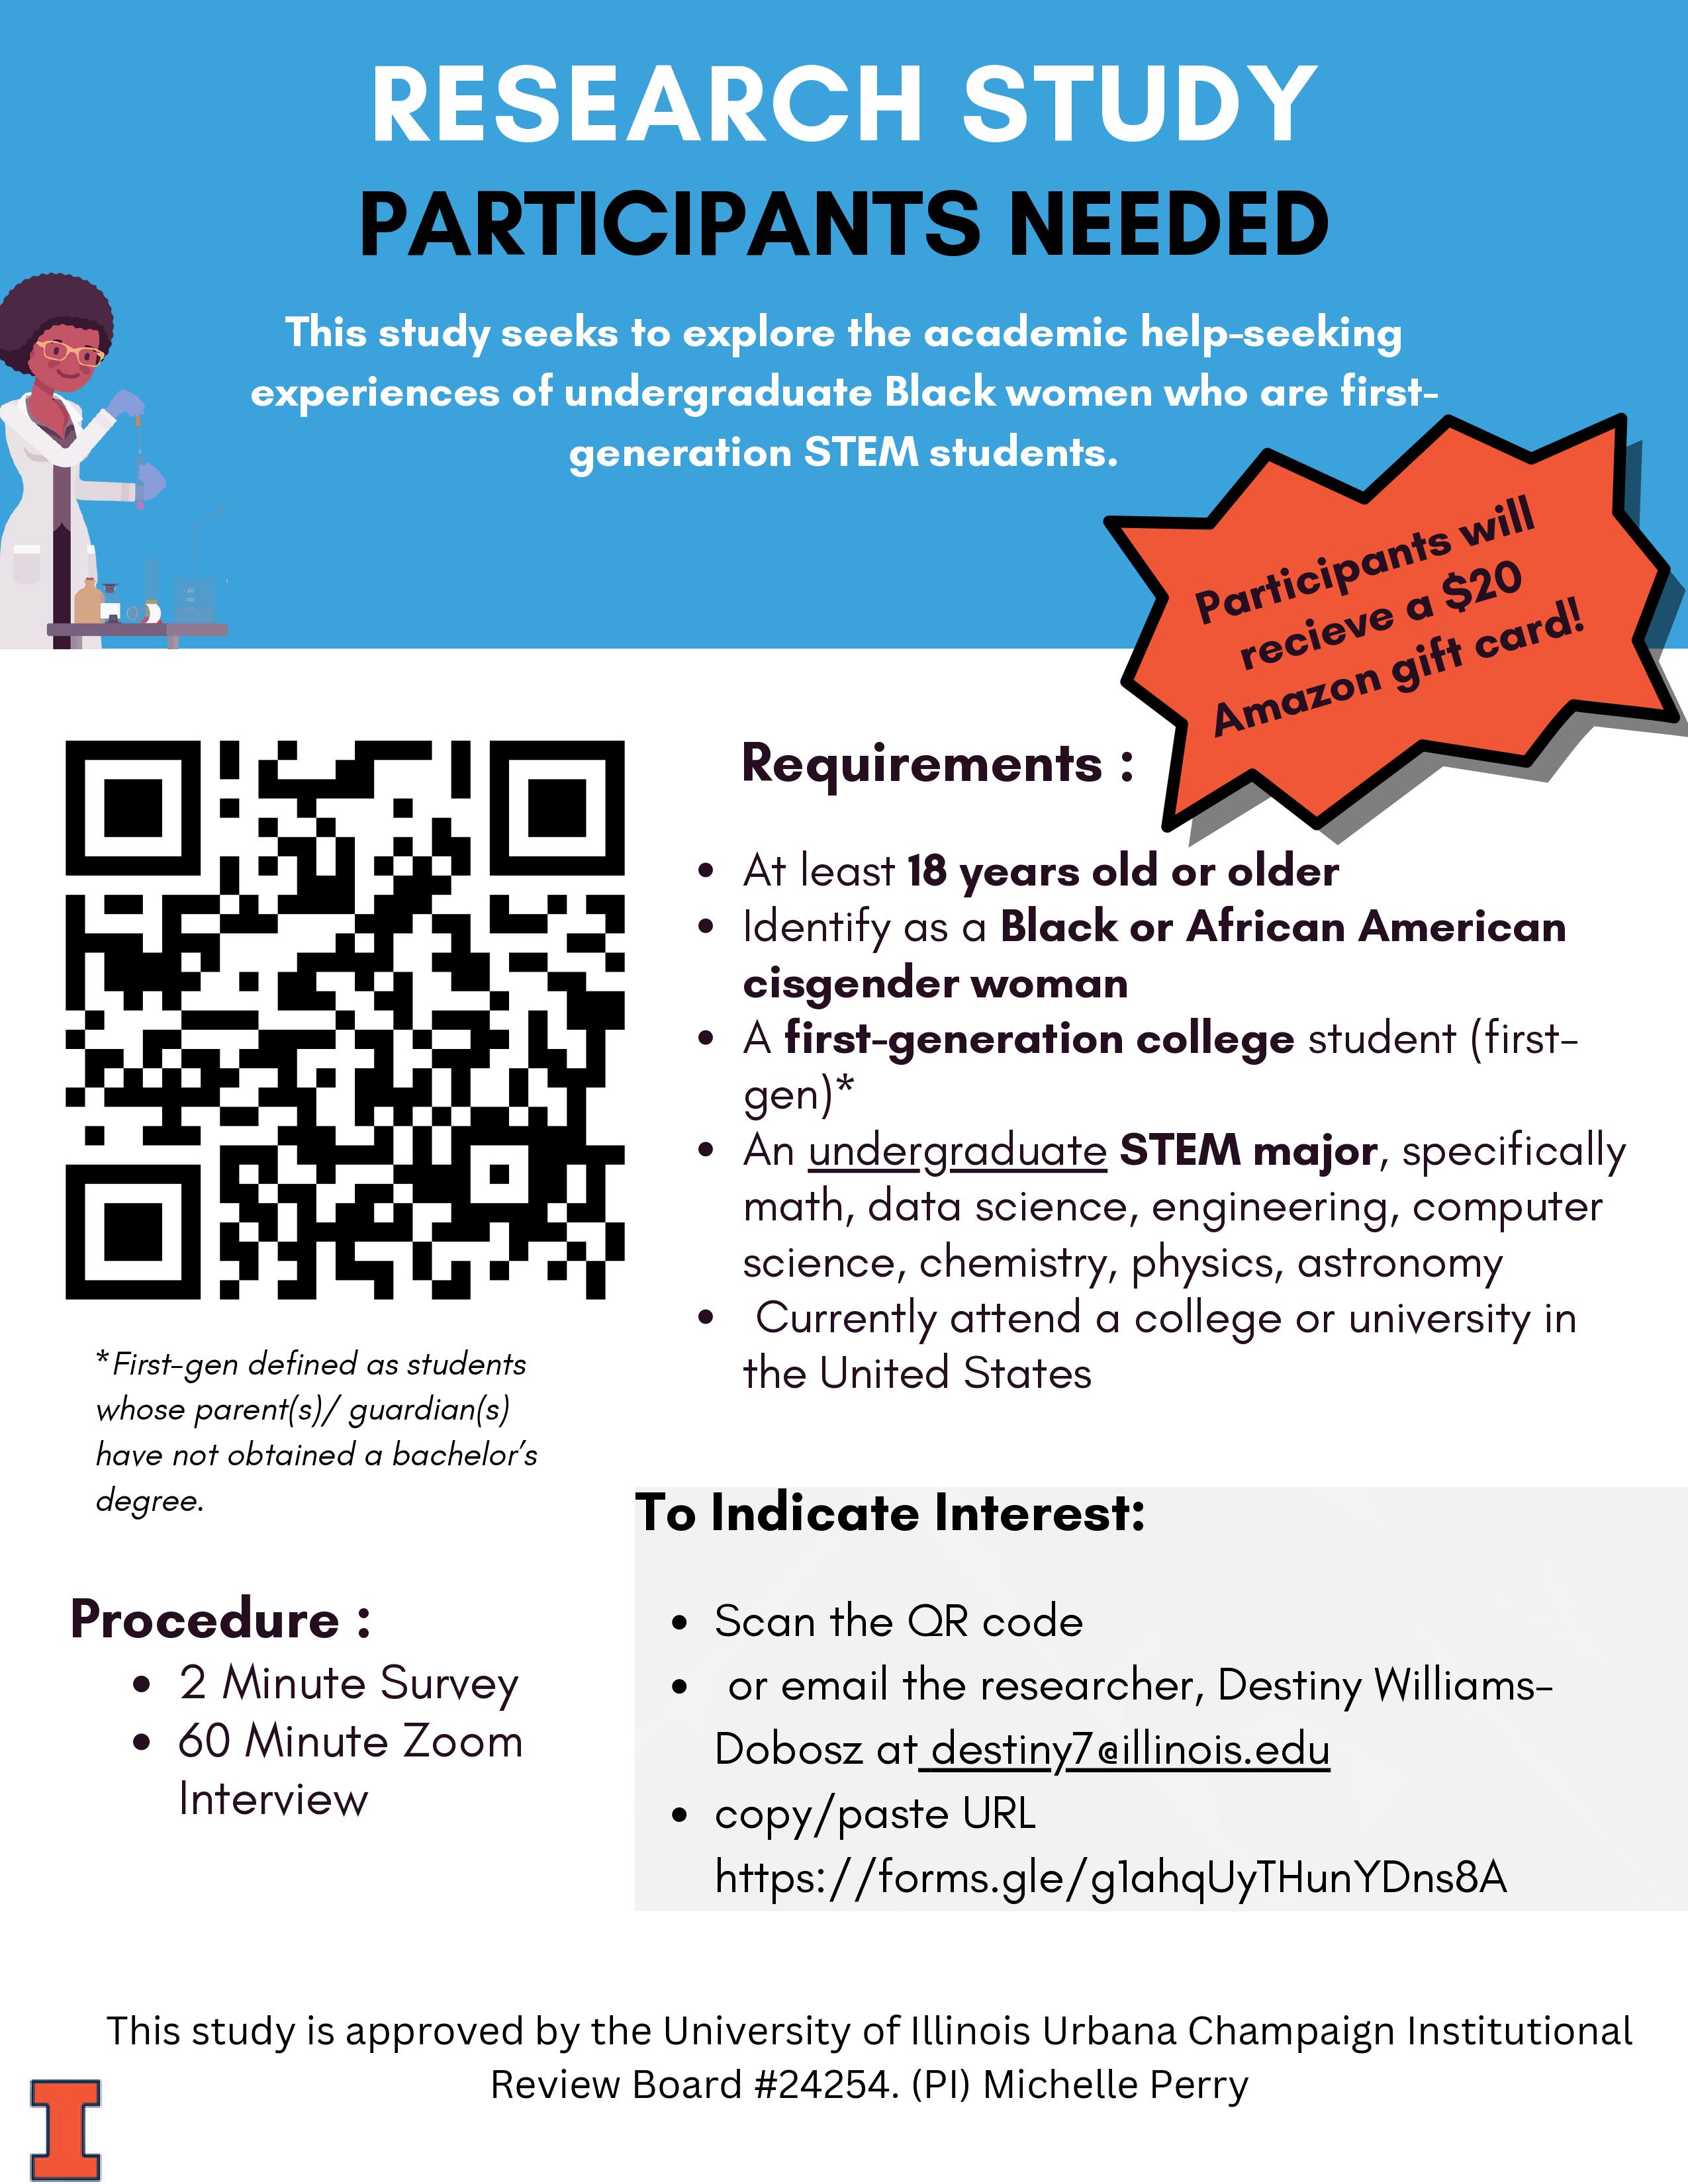 RESEARCH STUDY
PARTICIPANTS NEEDED
This study seeks to explore the academic help-seeking
experiences of undergraduate Black women who are first-
generation STEM students.
Participants will
recieve a $20
Amazon gift card!
Requirements :
• At least 18 years old or older
• Identify as a Black or African American
cisgender woman
• A first-generation college student (first-
gen)*
• An undergraduate STEM major, specifically
math, data science, engineering, computer
science, chemistry, physics, astronomy
• Currently attend a college or university in
the United States
*First-gen defined as students
whose parent(s)/ guardian(s)
have not obtained a bachelor's
degree.
Procedure :
• 2 Minute Survey
• 60 Minute Zoom
Interview
To Indicate Interest:
• Scan the QR code
• or email the researcher, Destiny Williams-
Dobosz at destiny7@illinois.edu
• copy/paste URL
https://forms.gle/g1ahqUyTHunYDns8A
This study is approved by the University of Illinois Urbana Champaign Institutional
Review Board #24254. (PI) Michelle Perry
I